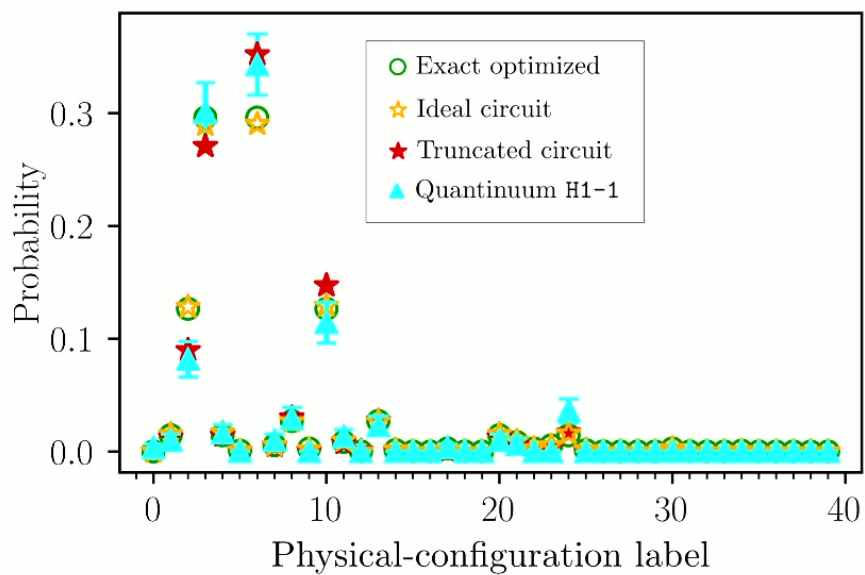 Probability
0.3
0.2
0.1
0.0
Exact optimized
Ideal circuit
Truncated circuit
Quantinuum H1-1
0 10 20 30 40
Physical-configuration label